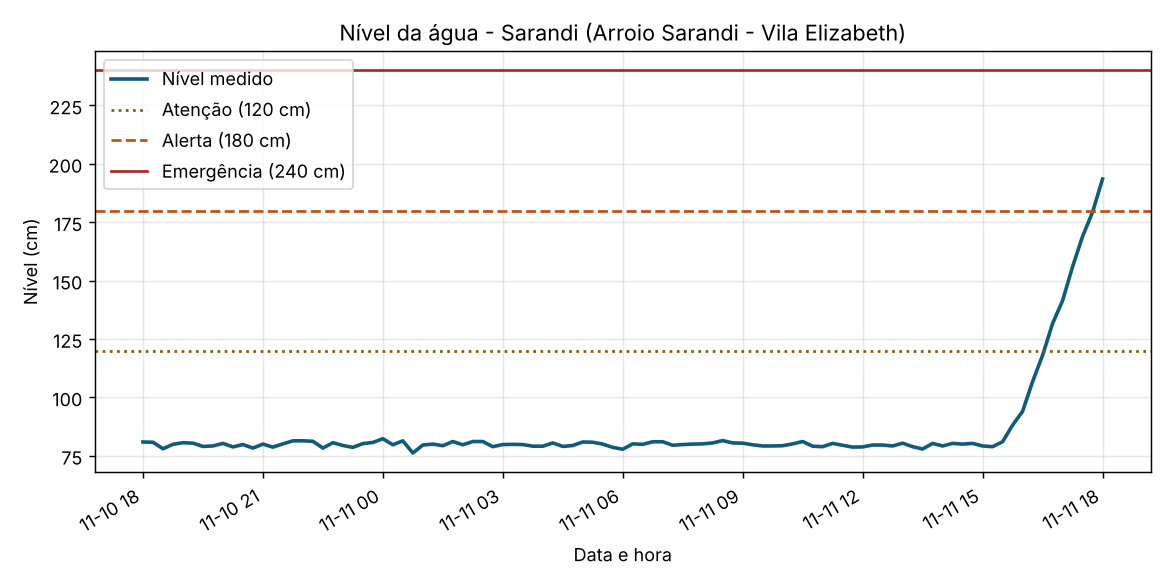 Nível da água - Sarandi (Arroio Sarandi - Vila Elizabeth)
Nível medido
Atenção (120 cm)
Alerta (180 cm)
Emergência (240 cm)
Nível (cm)
225
200
175
150
125
100
75
11-10 18
11-10 21
11-11 00
11-11 03
11-11 06
11-11 09
11-11 12
11-11 15
11-11 18
Data e hora